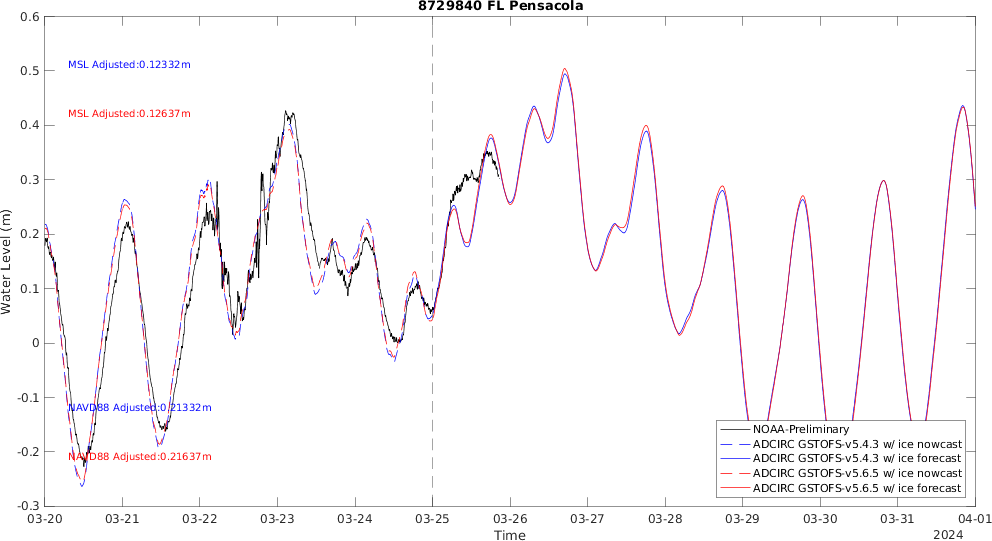 8729840 FL Pensacola
0.6
0.5
0.4
0.3
0.2
0.1
0
-0.1
-0.2
-0.3
Water Level (m)
MSL Adjusted:0.12332m
MSL Adjusted:0.12637m
NAVD88 Adjusted:0.21332m
NAVD88 Adjusted:0.21637m
NOAA-Preliminary
ADCIRC GSTOFS-v5.4.3 w/ ice nowcast
ADCIRC GSTOFS-v5.4.3 w/ ice forecast
ADCIRC GSTOFS-v5.6.5 w/ ice nowcast
ADCIRC GSTOFS-v5.6.5 w/ ice forecast
03-20 03-21 03-22 03-23 03-24 03-25 03-26 03-27 03-28 03-29 03-30 03-31 04-01
Time
2024